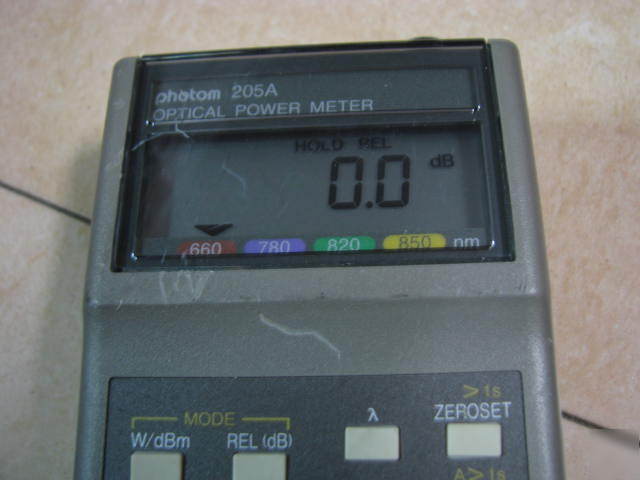 photom 205A
OPTICAL POWER METER
HOLD REL
0.0 dB
660 780 820 850 nm
MODE
W/dBm REL (dB) λ
>1s
ZEROSET
A>1s